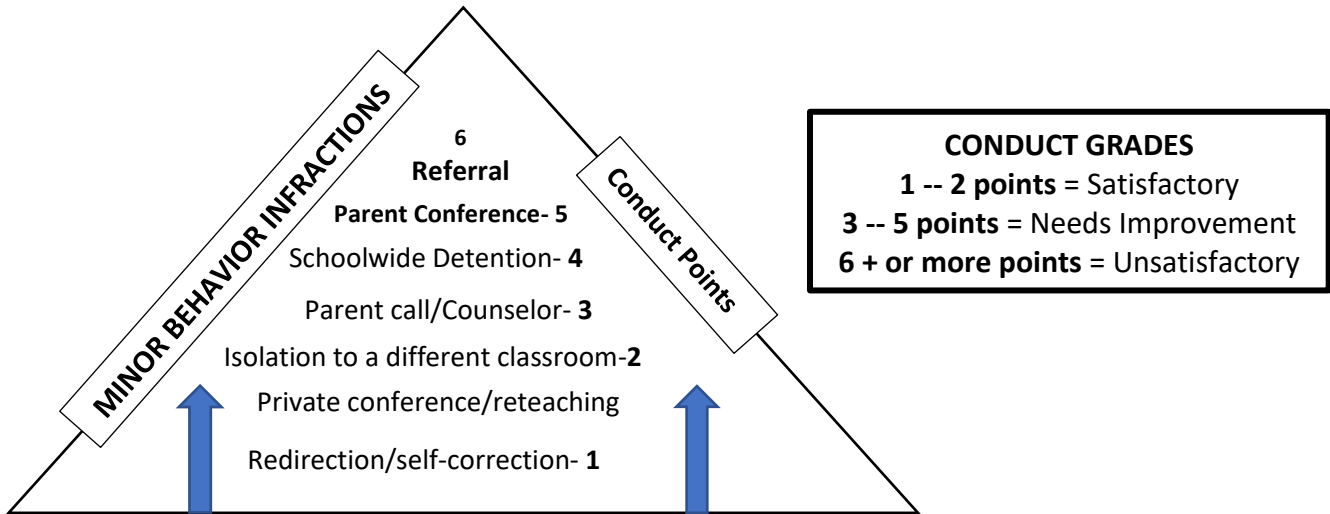 MINOR BEHAVIOR INFRACTIONS
6
Referral
Parent Conference- 5
Schoolwide Detention- 4
Parent call/Counselor- 3
Isolation to a different classroom-2
Private conference/reteaching
Redirection/self-correction- 1
Conduct Points
CONDUCT GRADES
1 -- 2 points = Satisfactory
3 -- 5 points = Needs Improvement
6 + or more points = Unsatisfactory